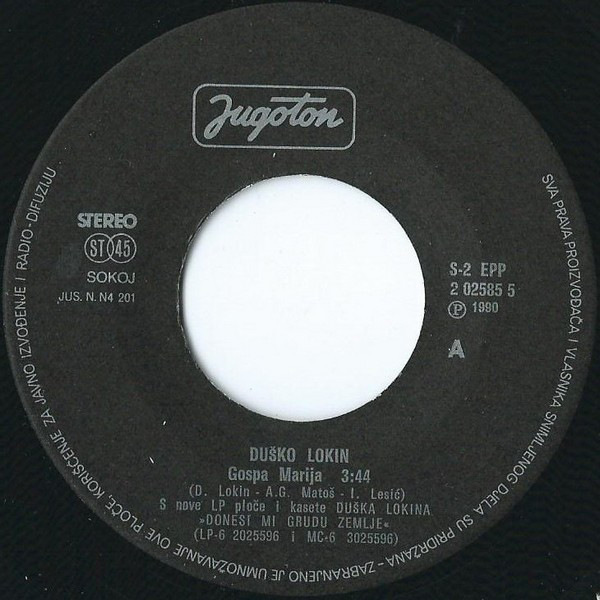 Jugoton
STEREO
ST 45
SOKOJ
JUS. N. N4 201
S-2 EPP
2 02585 5
Ⓟ 1990
A
DUŠKO LOKIN
Gospa Marija 3:44
(D. Lokin - A.G. Matoš - I. Lesić)
S nove LP ploče i kasete DUŠKA LOKINA
»DONESI MI GRUDU ZEMLJE«
(LP-6 2025596 i MC-6 3025596)
SVA PRAVA PROIZVOĐAČA I VLASNIKA SNIMLJENOG DJELA SU PRIDRŽANA - ZABRANJENO JE UMNOŽAVANJE OVE PLOČE, KORIŠĆENJE ZA JAVNO IZVOĐENJE I RADIO-DIFUZIJU